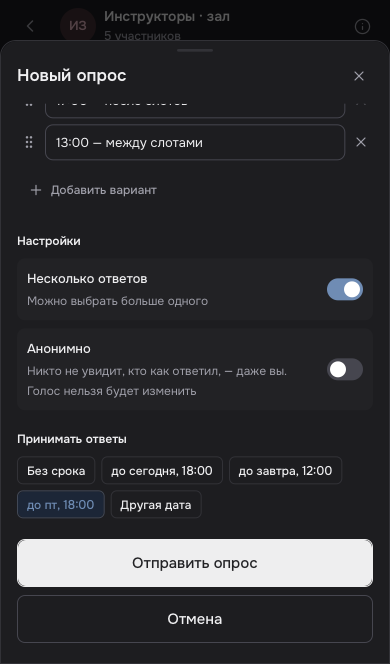 Инструкторы · зал
ИЗ
5 участников
Новый опрос
13:00 — между слотами
Добавить вариант
Настройки
Несколько ответов
Можно выбрать больше одного
Анонимно
Никто не увидит, кто как ответил, — даже вы.
Голос нельзя будет изменить
Принимать ответы
Без срока до сегодня, 18:00 до завтра, 12:00
до пт, 18:00 Другая дата
Отправить опрос
Отмена